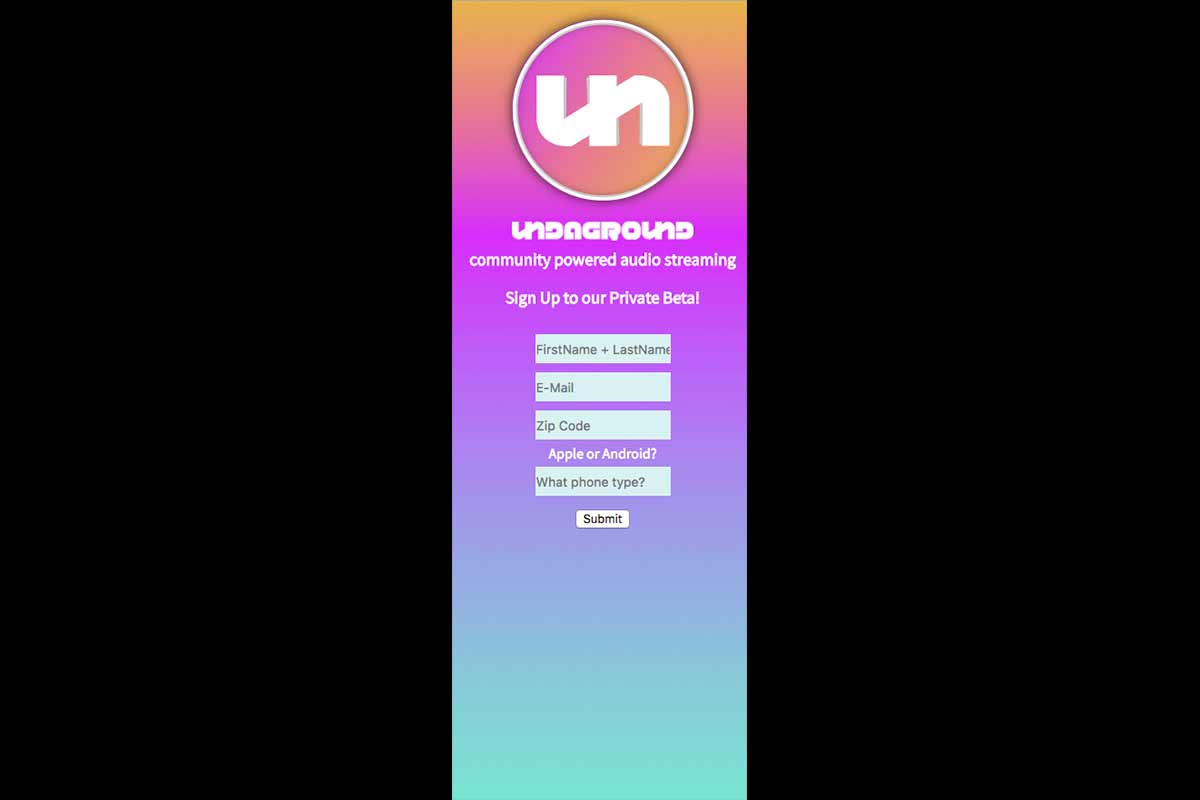 un
UNDAGROUND
community powered audio streaming
Sign Up to our Private Beta!
FirstName + LastName
E-Mail
Zip Code
Apple or Android?
What phone type?
Submit